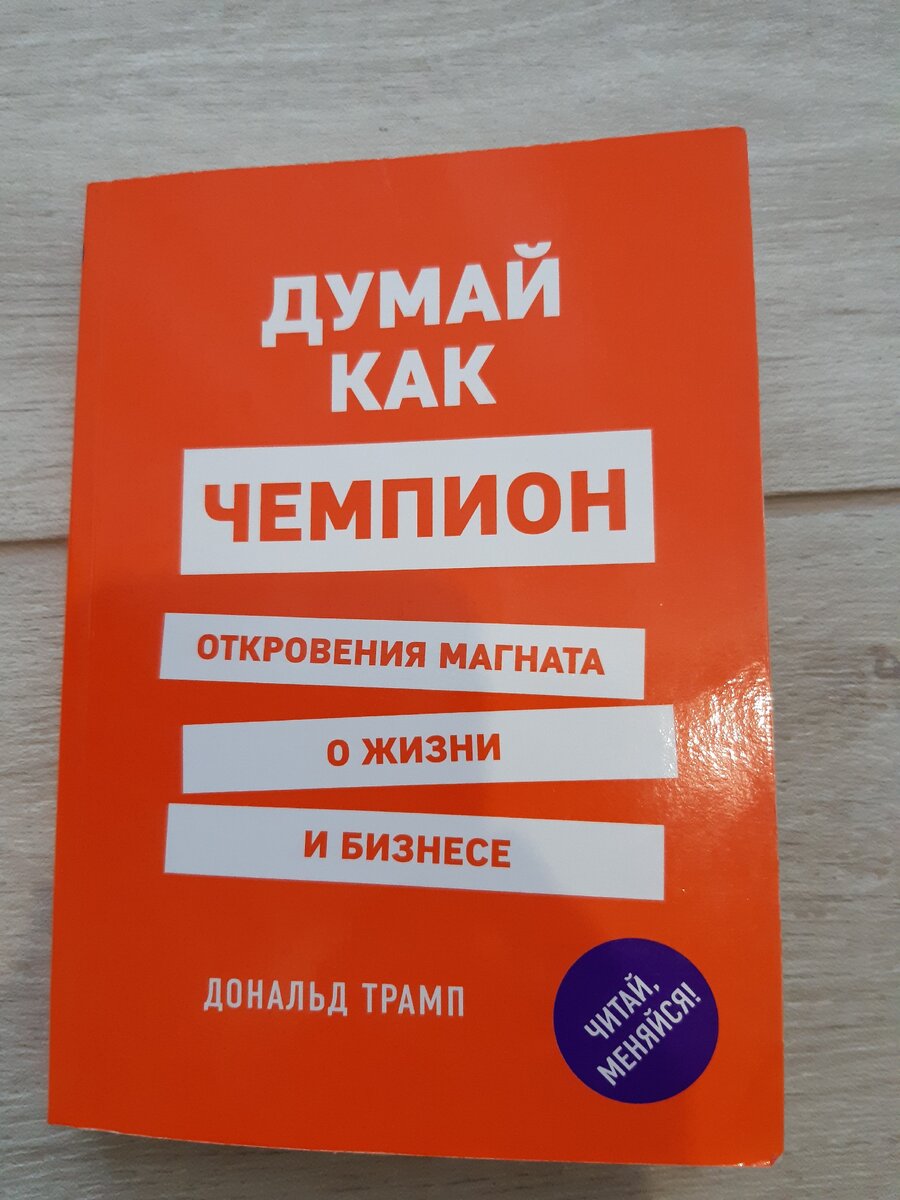 ДУМАЙ
КАК
ЧЕМПИОН
ОТКРОВЕНИЯ МАГНАТА
О ЖИЗНИ
И БИЗНЕСЕ
ДОНАЛЬД ТРАМП
ЧИТАЙ,
МЕНЯЙСЯ!